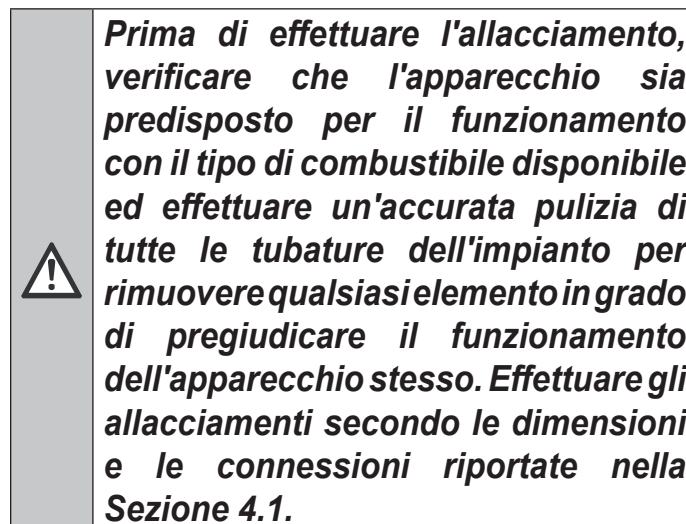 Prima di effettuare l'allacciamento,
verificare che l'apparecchio sia
predisposto per il funzionamento
con il tipo di combustibile disponibile
ed effettuare un'accurata pulizia di
tutte le tubature dell'impianto per
rimuovere qualsiasi elemento in grado
di pregiudicare il funzionamento
dell'apparecchio stesso. Effettuare gli
allacciamenti secondo le dimensioni
e le connessioni riportate nella
Sezione 4.1.